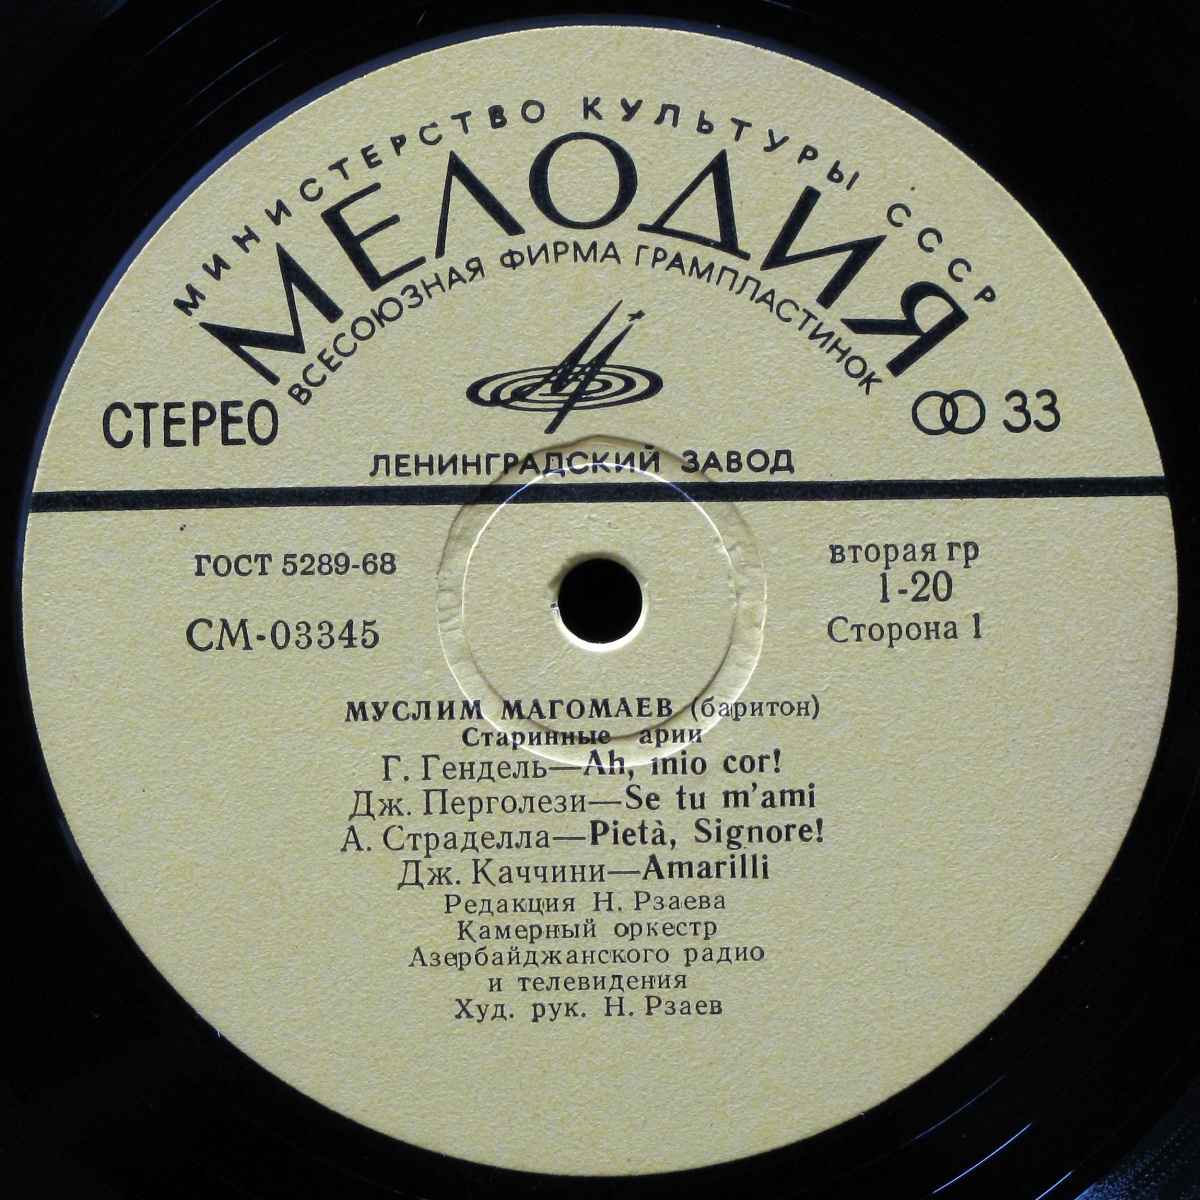 МИНИСТЕРСТВО КУЛЬТУРЫ СССР
МЕЛОДИЯ
ВСЕСОЮЗНАЯ ФИРМА ГРАМПЛАСТИНОК
СТЕРЕО
33
ЛЕНИНГРАДСКИЙ ЗАВОД
ГОСТ 5289-68
вторая гр
1-20
СМ-03345
Сторона 1
МУСЛИМ МАГОМАЕВ (баритон)
Старинные арии
Г. Гендель—Ah, mio cor!
Дж. Перголези—Se tu m'ami
А. Страделла—Pietà, Signore!
Дж. Каччини—Amarilli
Редакция Н. Рзаева
Камерный оркестр
Азербайджанского радио
и телевидения
Худ. рук. Н. Рзаев